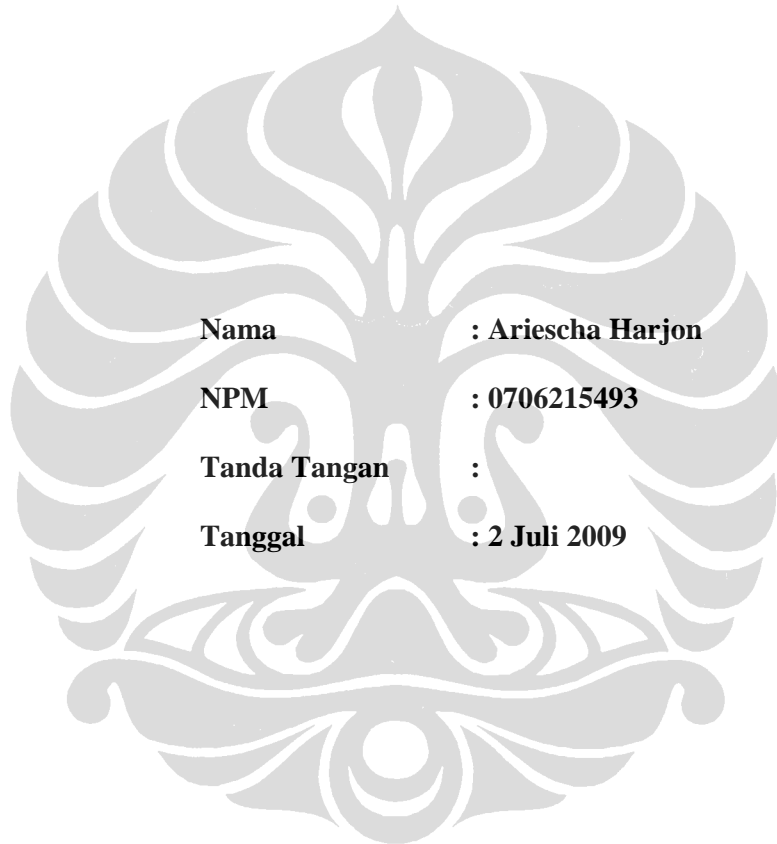 Nama : Ariescha Harjon
NPM : 0706215493
Tanda Tangan :
Tanggal : 2 Juli 2009